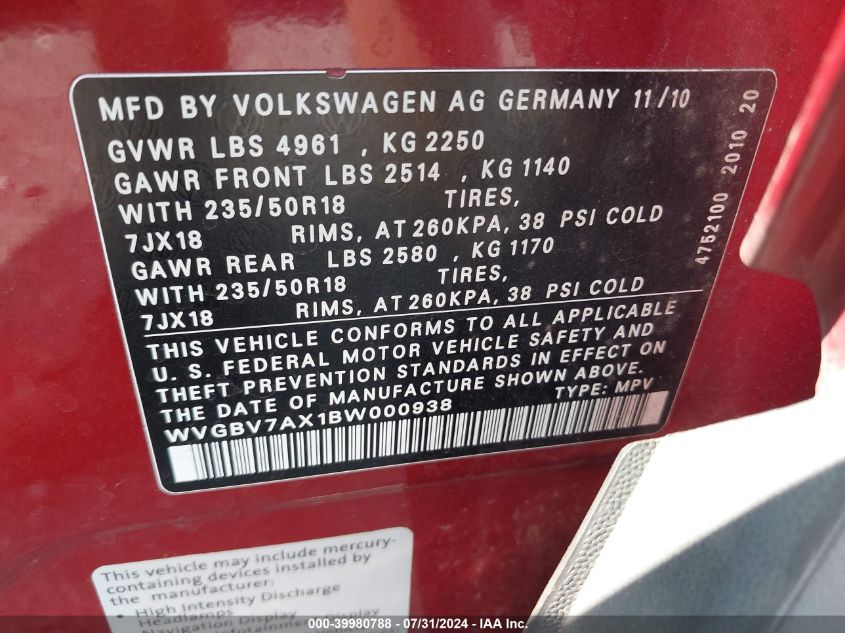 MFD BY VOLKSWAGEN AG GERMANY 11/10
GVWR LBS 4961 , KG 2250
GAWR FRONT LBS 2514 , KG 1140
WITH 235/50R18 TIRES,
7JX18 RIMS, AT 260KPA, 38 PSI COLD
GAWR REAR LBS 2580 , KG 1170
WITH 235/50R18 TIRES,
7JX18 RIMS, AT 260KPA, 38 PSI COLD
THIS VEHICLE CONFORMS TO ALL APPLICABLE
U. S. FEDERAL MOTOR VEHICLE SAFETY AND
THEFT PREVENTION STANDARDS IN EFFECT ON
THE DATE OF MANUFACTURE SHOWN ABOVE.
WVGBV7AX1BW000938 TYPE: MPV
4752100 2010 20
This vehicle may include mercury-
containing devices installed by
the manufacturer:
• High Intensity Discharge
Headlamps
Navigation Display
Infotainment Display
000-39980788 - 07/31/2024 - IAA Inc.